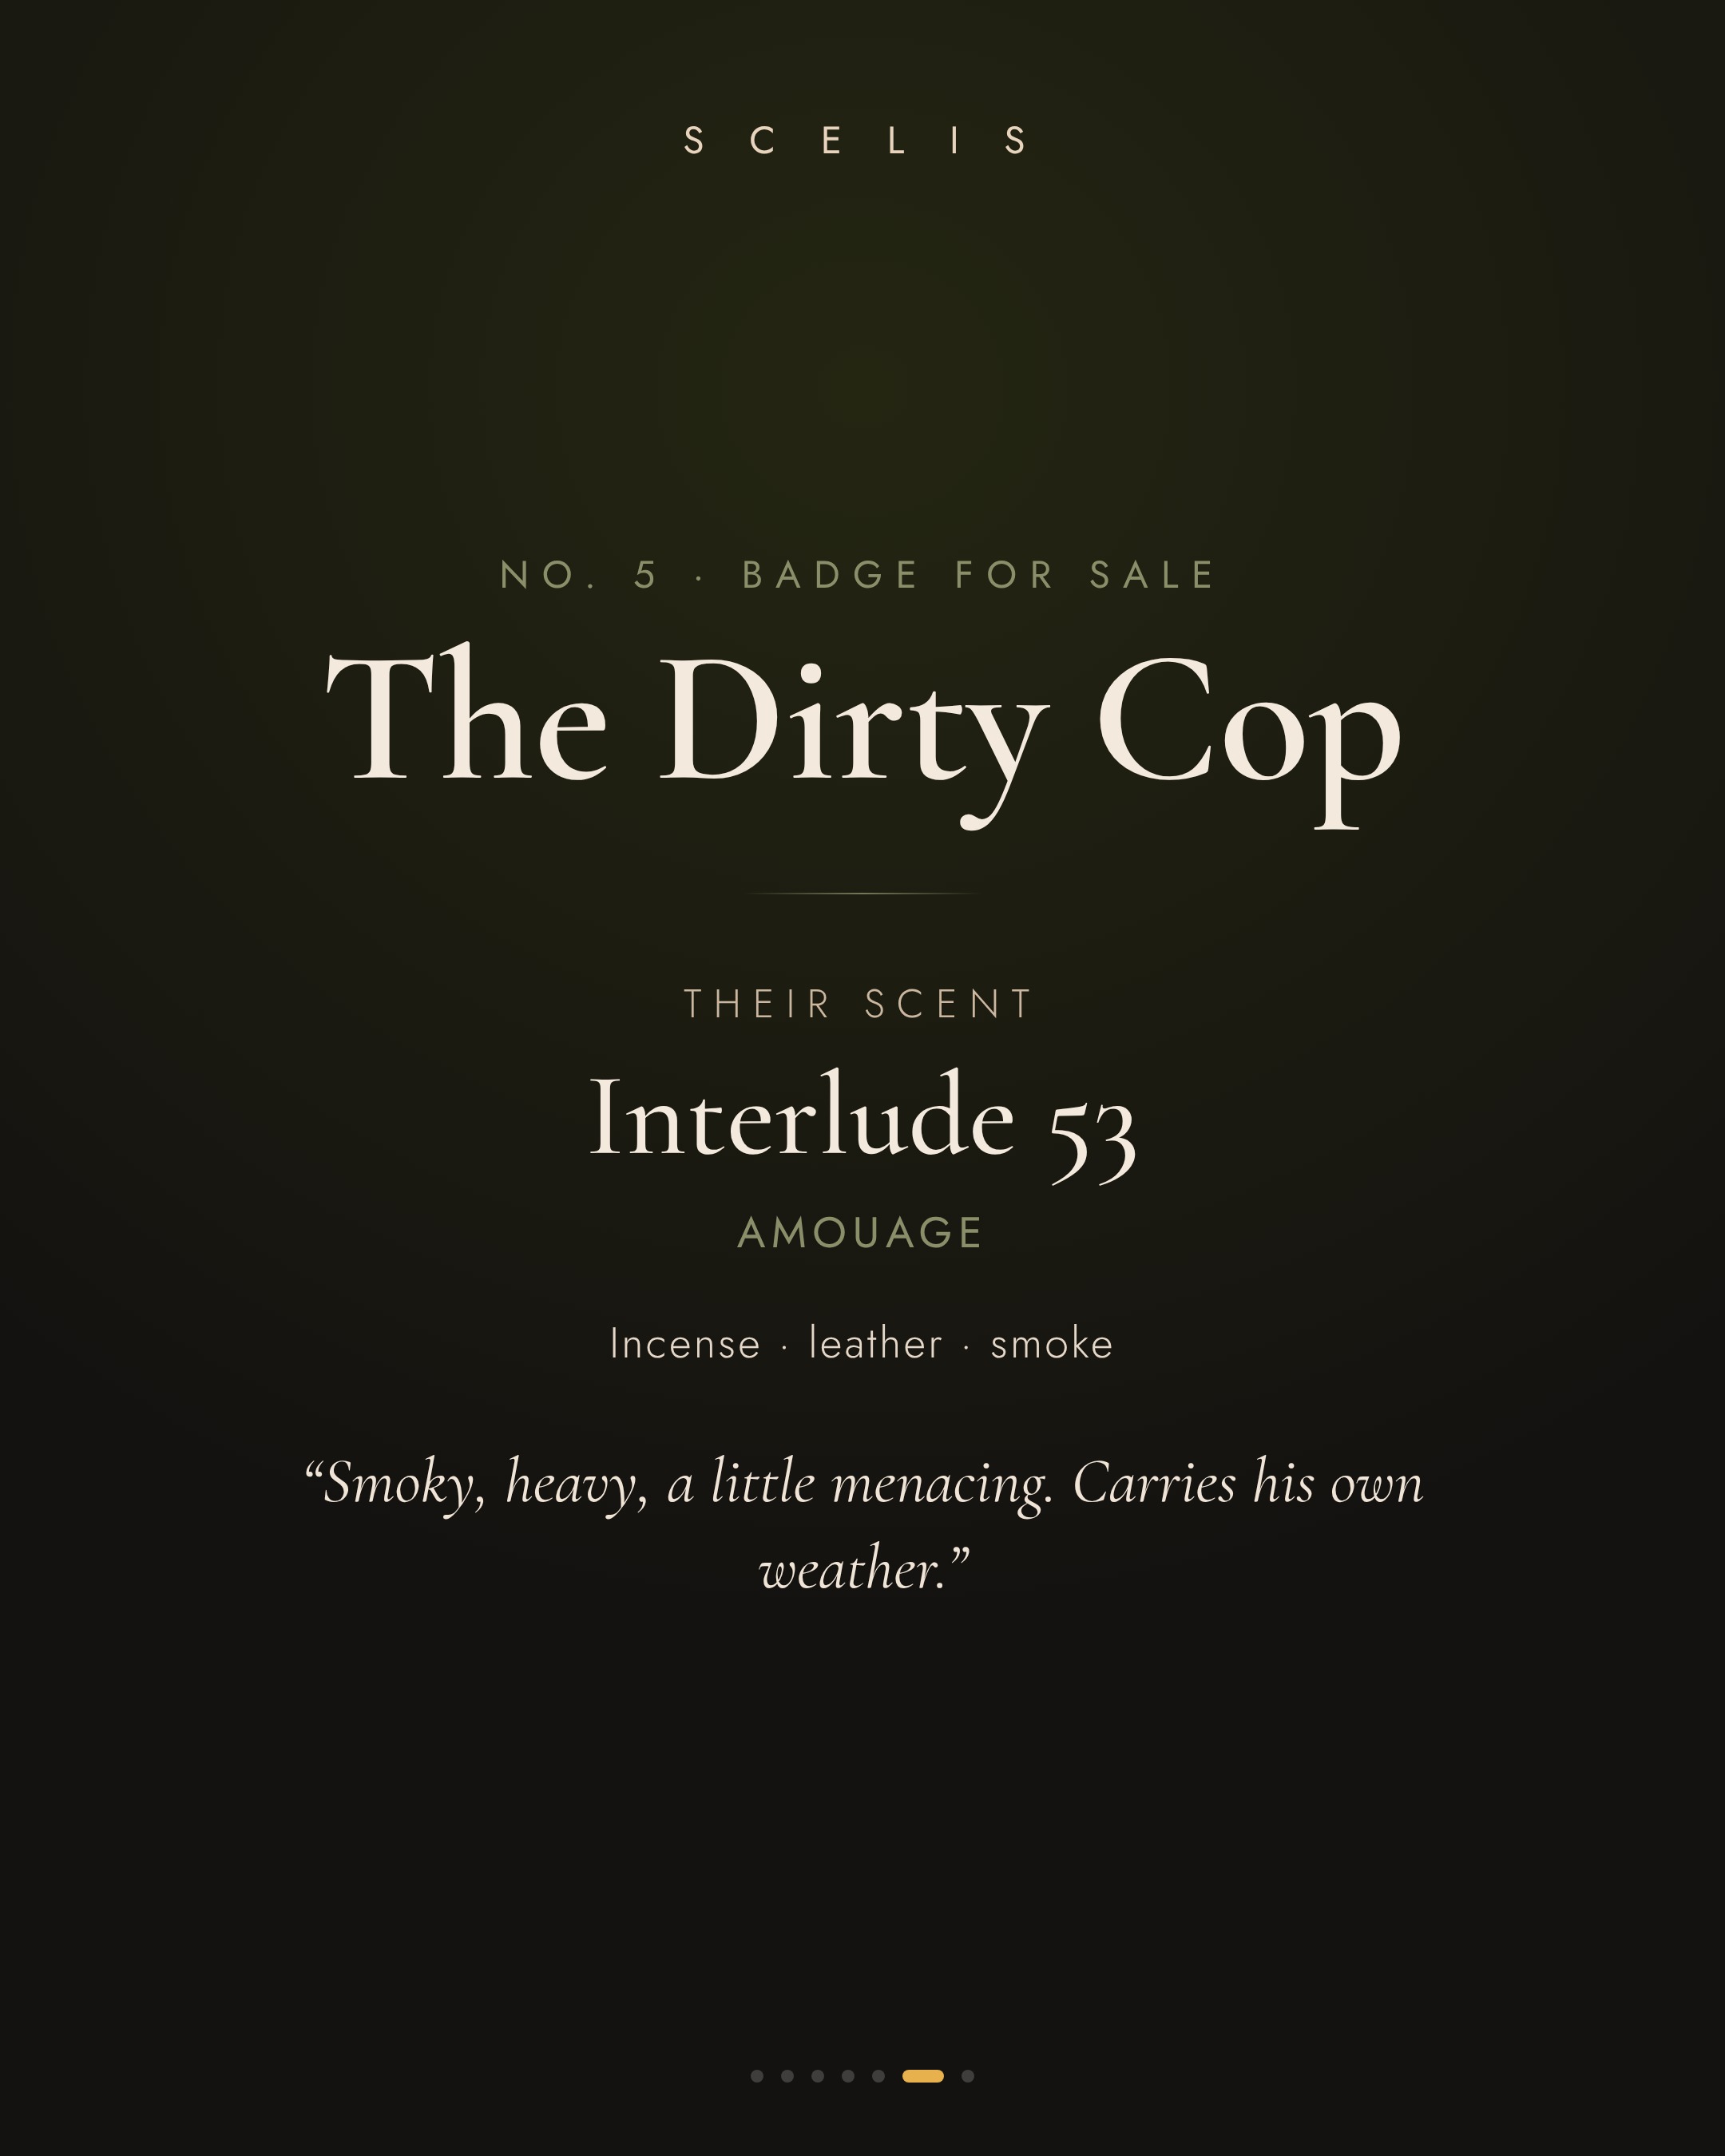 SCELIS
NO. 5 · BADGE FOR SALE
The Dirty Cop
THEIR SCENT
Interlude 53
AMOUAGE
Incense · leather · smoke
“Smoky, heavy, a little menacing. Carries his own
weather.”